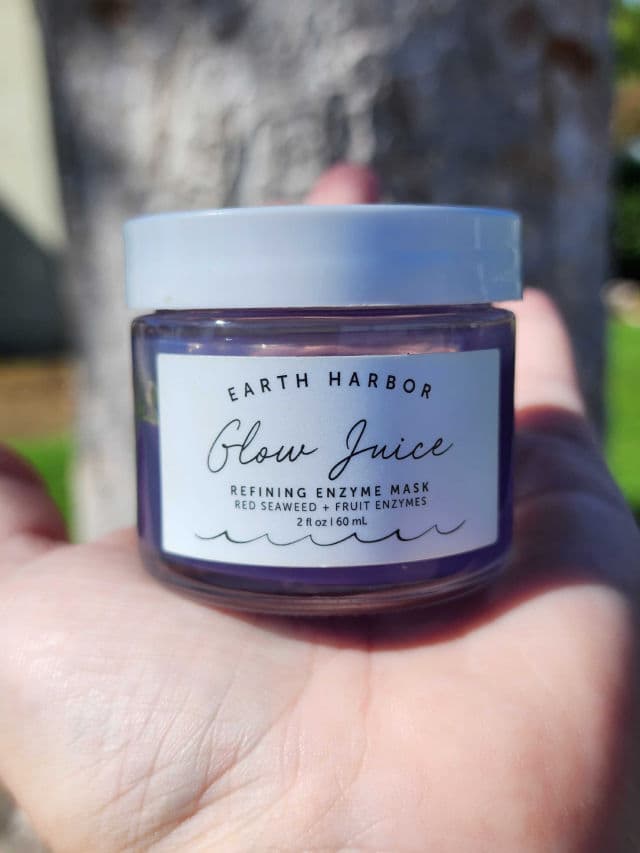 EARTH HARBOR
Glow Juice
REFINING ENZYME MASK
RED SEAWEED + FRUIT ENZYMES
2 fl oz | 60 mL